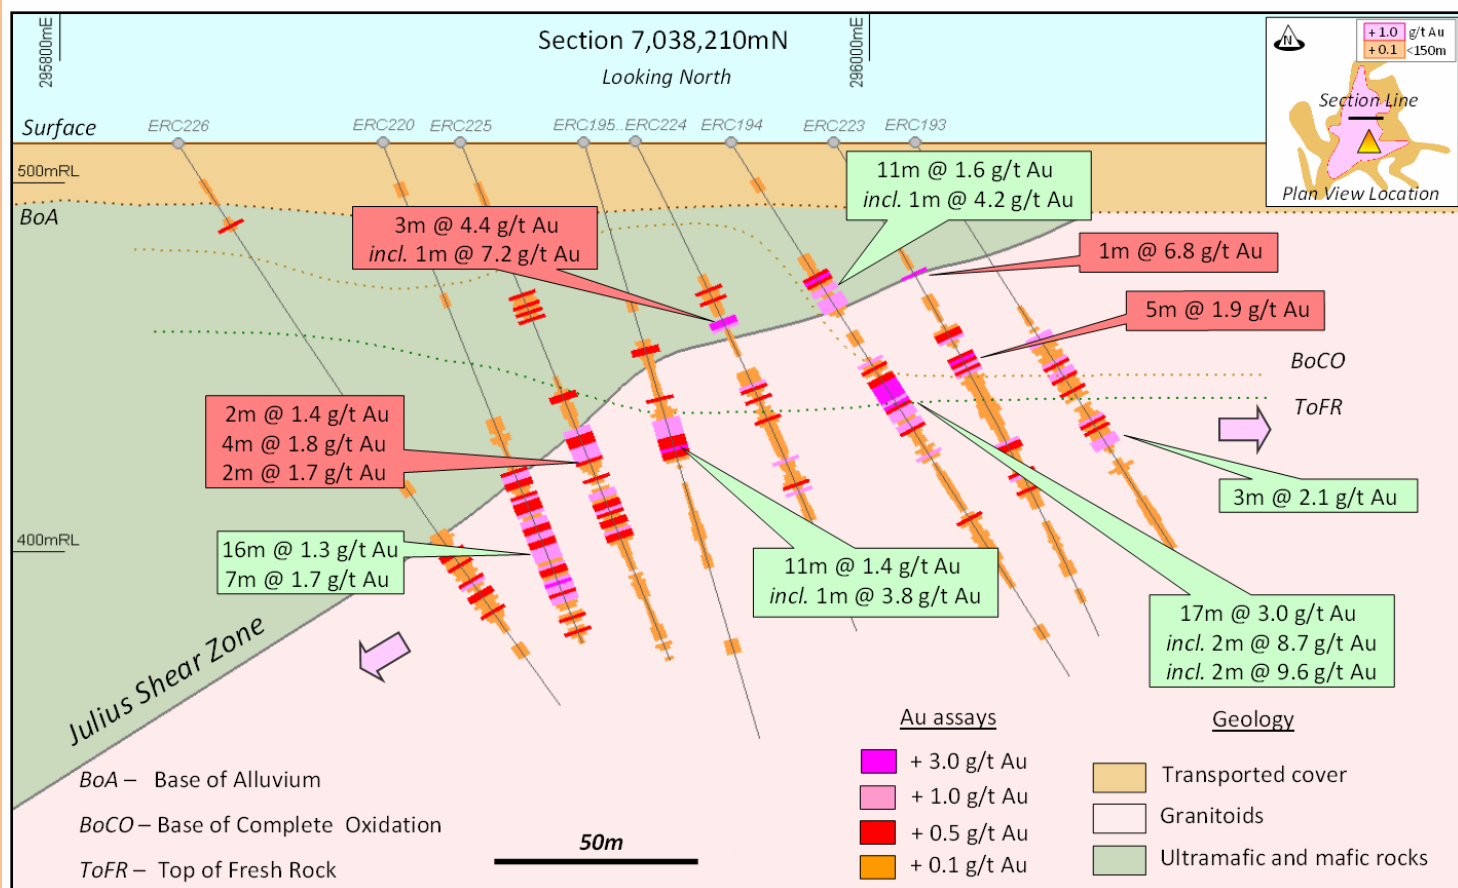 295800mE
Section 7,038,210mN
Looking North
296000mE
N
+ 1.0 g/t Au
+ 0.1 <150m
Section Line
Plan View Location
Surface
ERC226
ERC220
ERC225
ERC195..ERC224
ERC194
ERC223
ERC193
500mRL
BoA
11m @ 1.6 g/t Au
incl. 1m @ 4.2 g/t Au
3m @ 4.4 g/t Au
incl. 1m @ 7.2 g/t Au
1m @ 6.8 g/t Au
5m @ 1.9 g/t Au
BoCO
ToFR
2m @ 1.4 g/t Au
4m @ 1.8 g/t Au
2m @ 1.7 g/t Au
3m @ 2.1 g/t Au
400mRL
16m @ 1.3 g/t Au
7m @ 1.7 g/t Au
11m @ 1.4 g/t Au
incl. 1m @ 3.8 g/t Au
17m @ 3.0 g/t Au
incl. 2m @ 8.7 g/t Au
incl. 2m @ 9.6 g/t Au
Julius Shear Zone
BoA – Base of Alluvium
BoCO – Base of Complete Oxidation
ToFR – Top of Fresh Rock
50m
Au assays
+ 3.0 g/t Au
+ 1.0 g/t Au
+ 0.5 g/t Au
+ 0.1 g/t Au
Geology
Transported cover
Granitoids
Ultramafic and mafic rocks